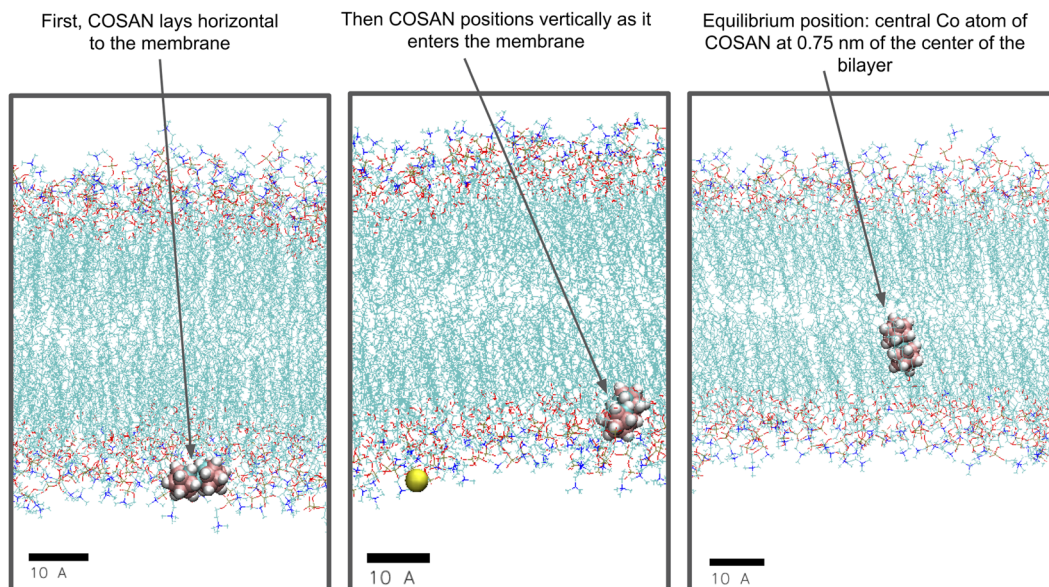 First, COSAN lays horizontal
to the membrane
Then COSAN positions vertically as it
enters the membrane
Equilibrium position: central Co atom of
COSAN at 0.75 nm of the center of the
bilayer
10 A
10 A
10 A